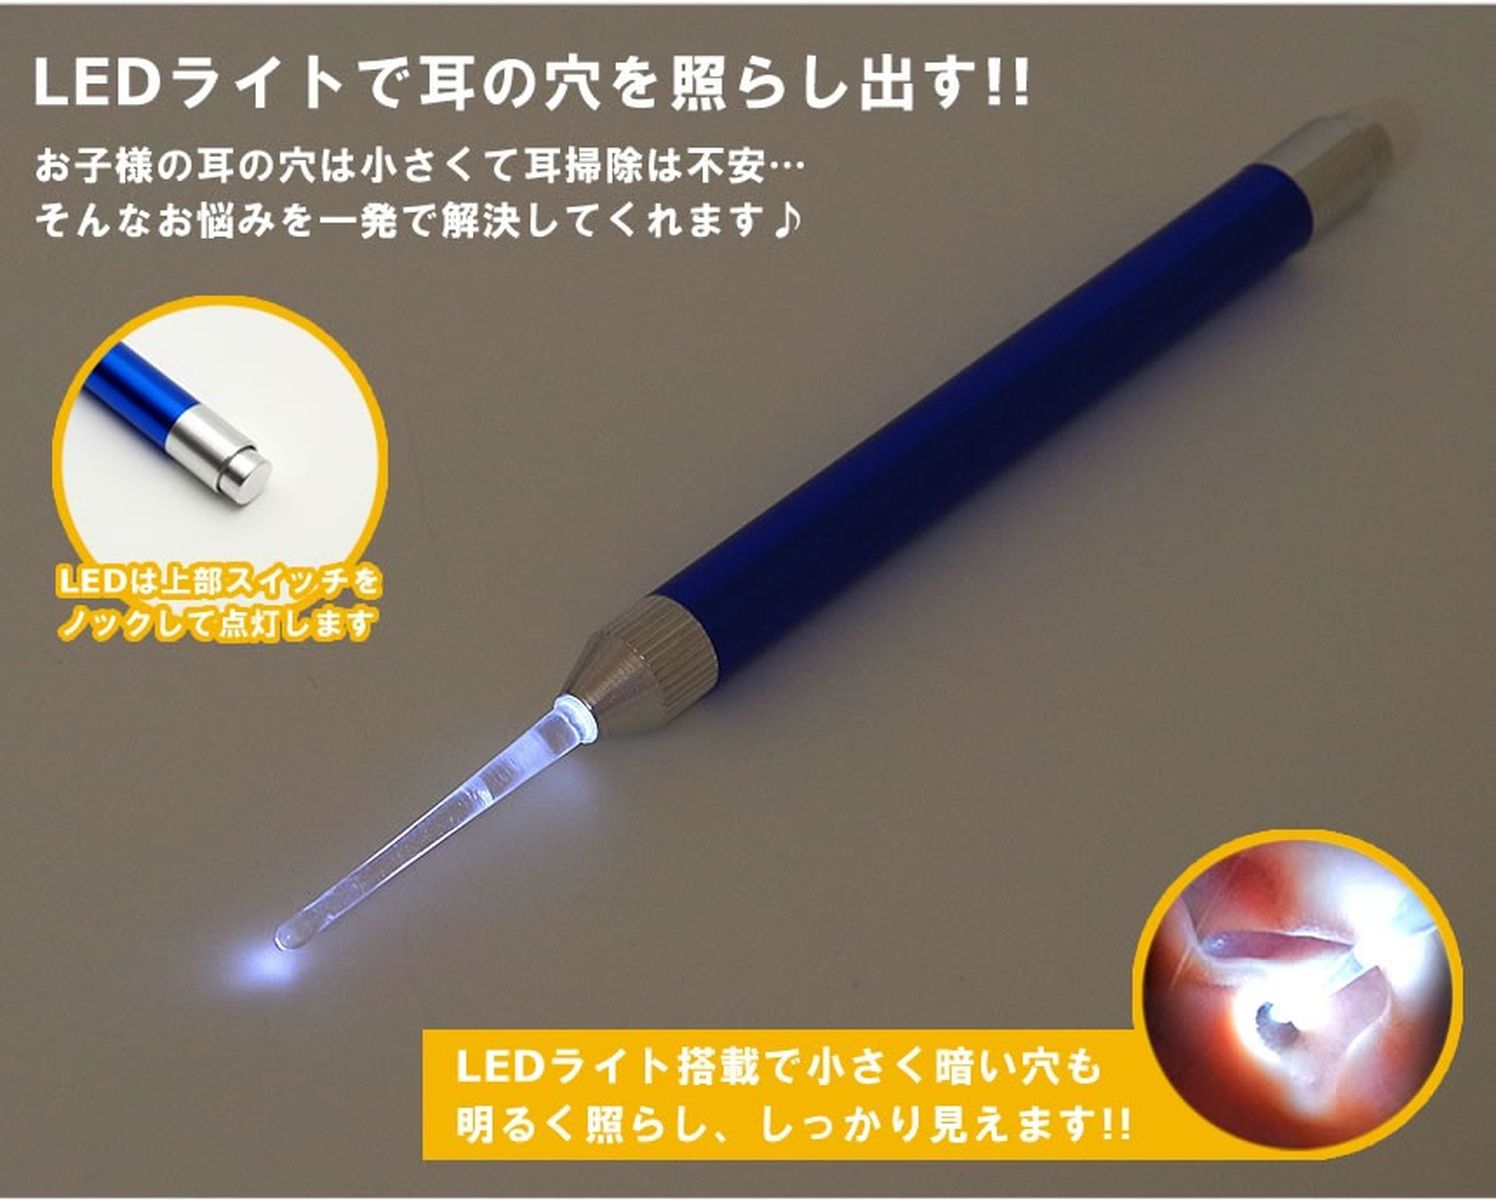 LEDライトで耳の穴を照らし出す!!
お子様の耳の穴は小さくて耳掃除は不安…
そんなお悩みを一発で解決してくれます♪
LEDは上部スイッチを
ノックして点灯します
LEDライト搭載で小さく暗い穴も
明るく照らし、しっかり見えます!!